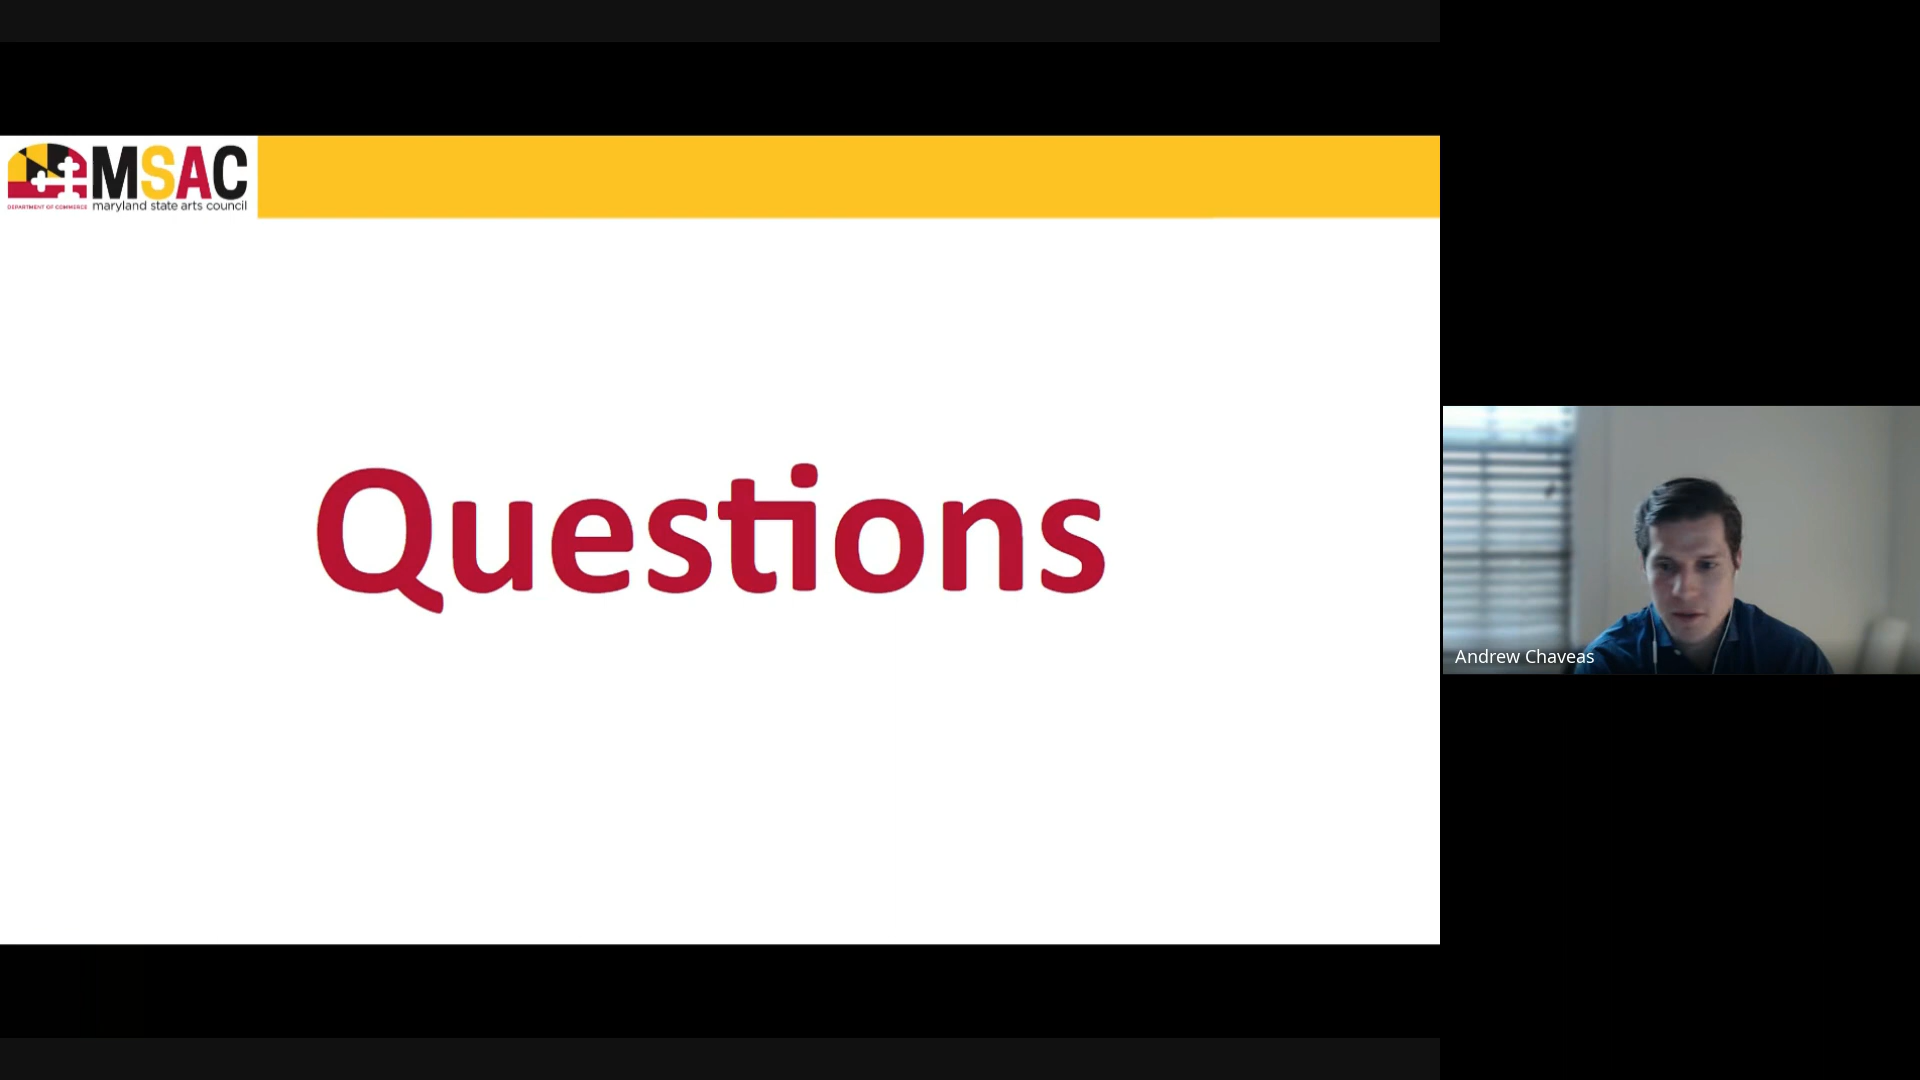 MSAC
DEPARTMENT OF COMMERCE
maryland state arts council
Questions
Andrew Chaveas